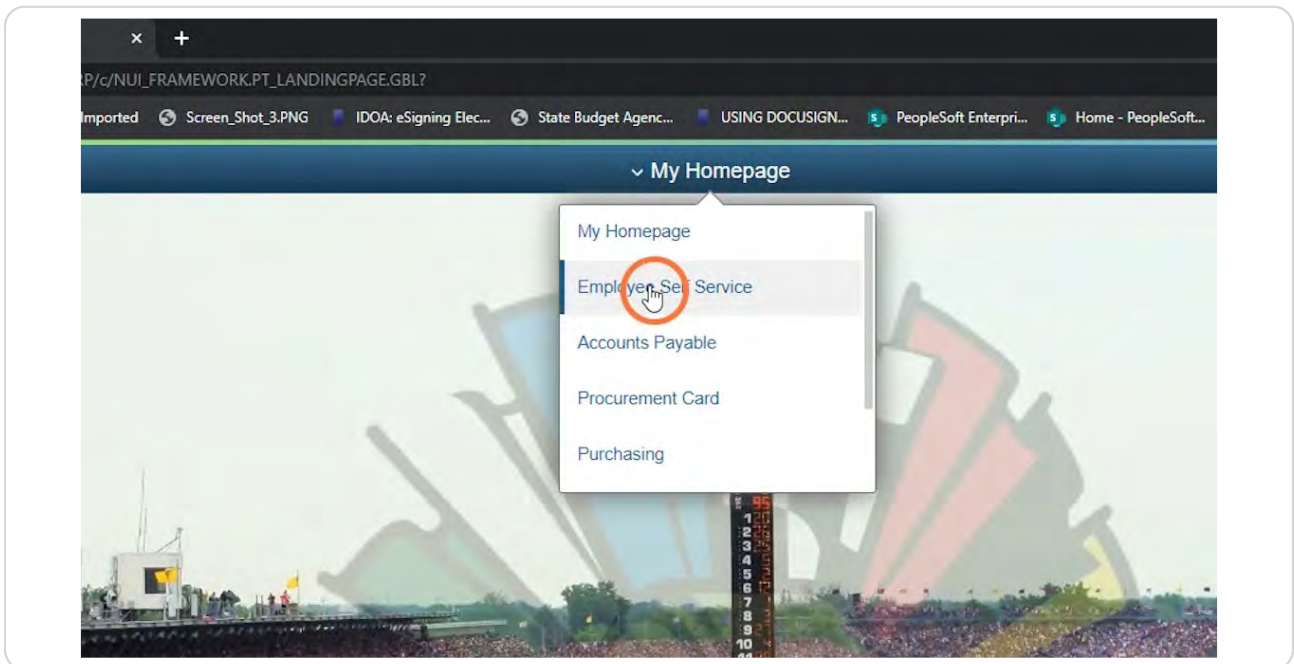 × +
RP/c/NUI_FRAMEWORK.PT_LANDINGPAGE.GBL?
Imported Screen_Shot_3.PNG IDOA: eSigning Elec... State Budget Agenc... USING DOCUSIGN... PeopleSoft Enterpri... Home - PeopleSoft...
My Homepage
My Homepage
Employee Self Service
Accounts Payable
Procurement Card
Purchasing
1
2
3
4
5
6
7
8
9
10